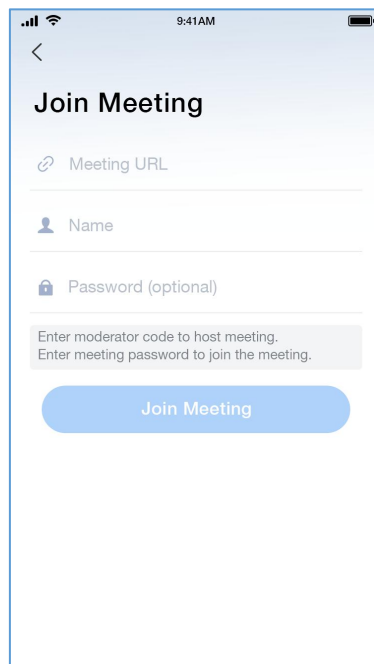 9:41AM
Join Meeting
Meeting URL
Name
Password (optional)
Enter moderator code to host meeting.
Enter meeting password to join the meeting.
Join Meeting